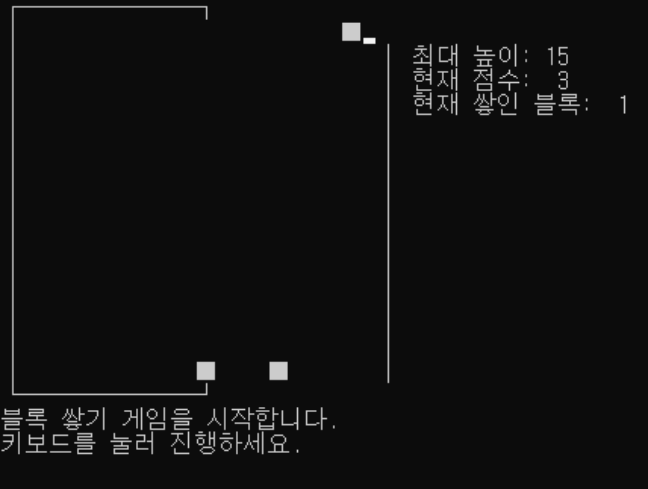 최대 높이: 15
현재 점수: 3
현재 쌓인 블록: 1
블록 쌓기 게임을 시작합니다.
키보드를 눌러 진행하세요.